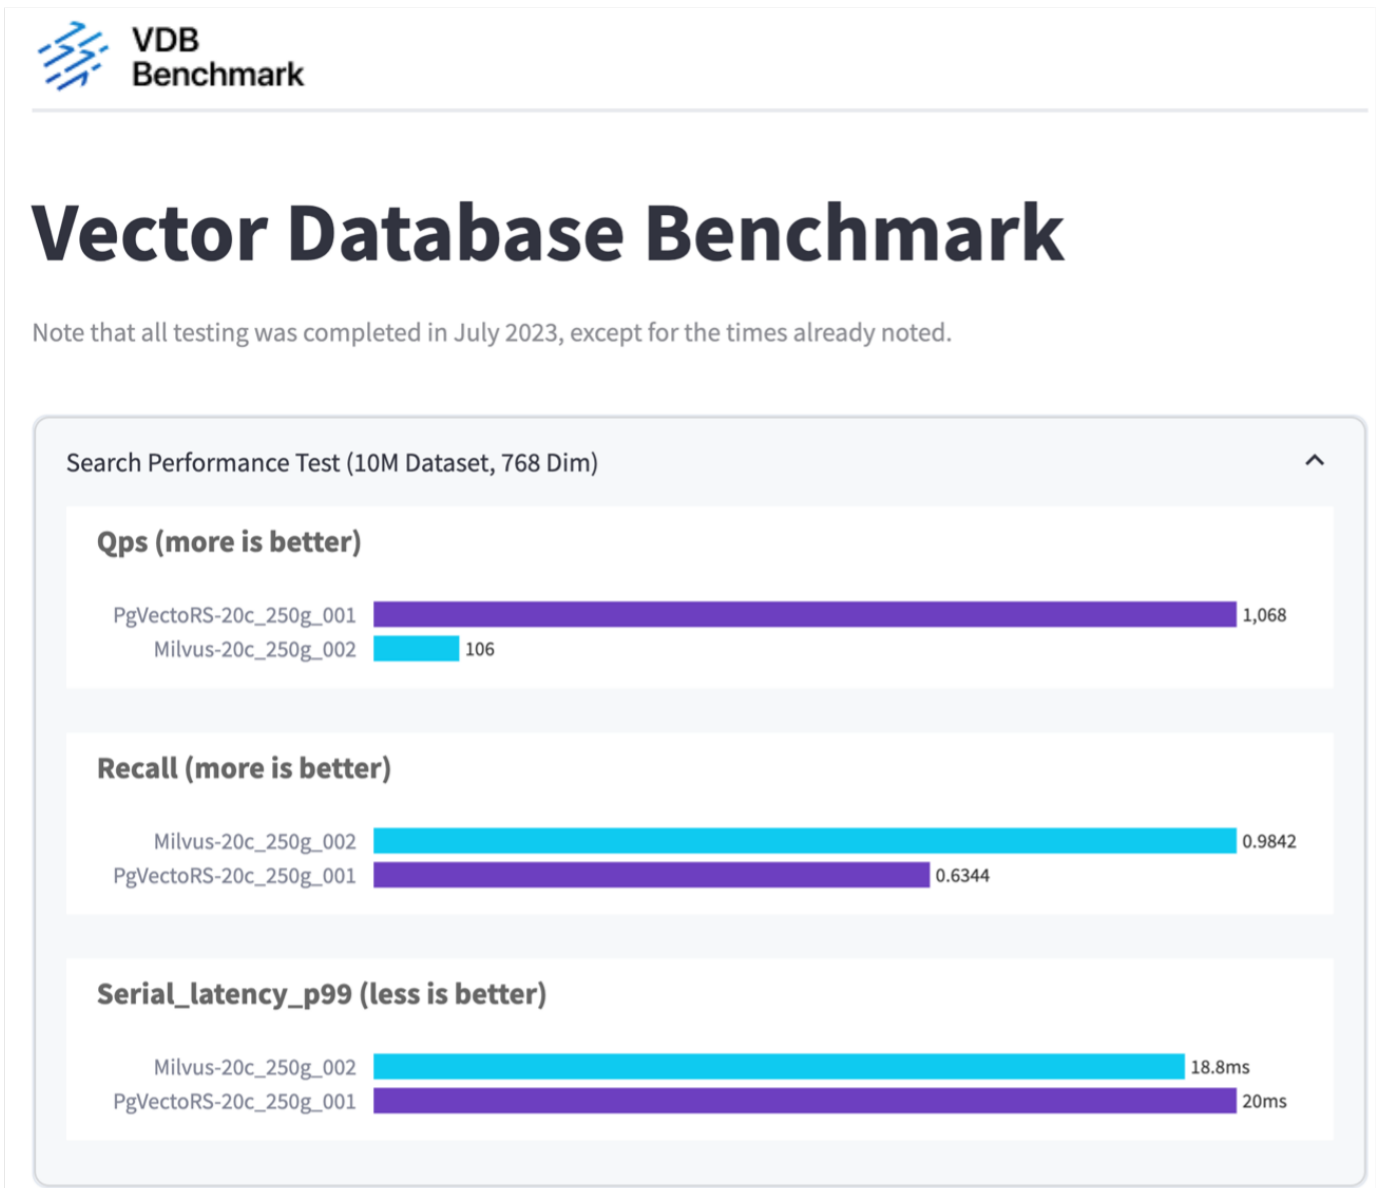 VDB
Benchmark
Vector Database Benchmark
Note that all testing was completed in July 2023, except for the times already noted.
Search Performance Test (10M Dataset, 768 Dim)
Qps (more is better)
PgVectoRS-20c_250g_001 1,068
Milvus-20c_250g_002 106
Recall (more is better)
Milvus-20c_250g_002 0.9842
PgVectoRS-20c_250g_001 0.6344
Serial_latency_p99 (less is better)
Milvus-20c_250g_002 18.8ms
PgVectoRS-20c_250g_001 20ms